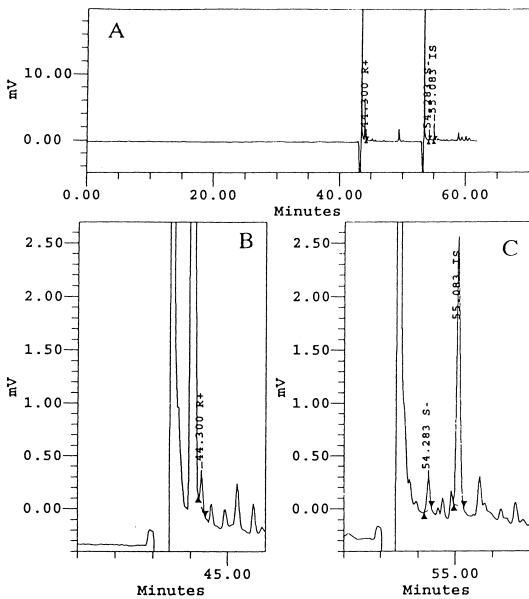 A
mV
10.00
0.00
44.300 R+
54.283 S-
55.083 IS
0.00
20.00
40.00
60.00
Minutes
B
mV
2.50
2.00
1.50
1.00
0.50
0.00
44.300 R+
45.00
Minutes
C
mV
2.50
2.00
1.50
1.00
0.50
0.00
54.283 S-
55.083 IS
55.00
Minutes